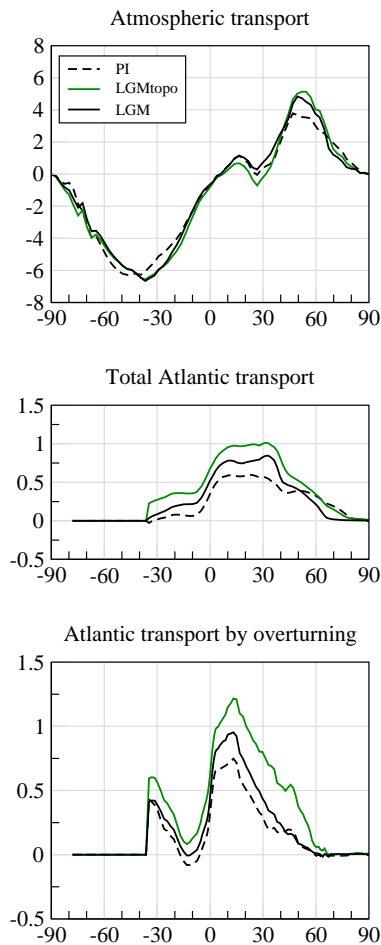 Atmospheric transport
8
PI
6
LGMtopo
4
LGM
2
0
-2
-4
-6
-8
-90 -60 -30 0 30 60 90
Total Atlantic transport
1.5
1
0.5
0
-0.5
-90 -60 -30 0 30 60 90
Atlantic transport by overturning
1.5
1
0.5
0
-0.5
-90 -60 -30 0 30 60 90